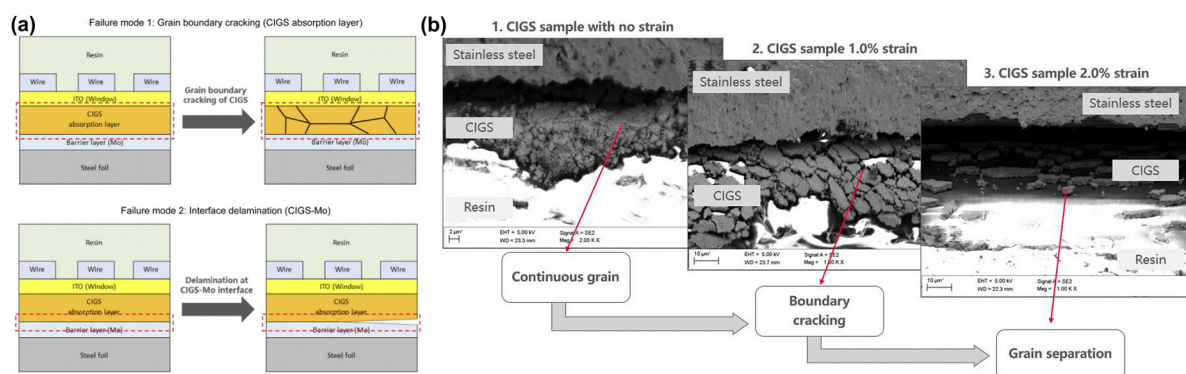 (a)
Failure mode 1: Grain boundary cracking (CIGS absorption layer)
Resin
Wire
Wire
Wire
ITO (Window)
CIGS
absorption layer
Barrier layer (Mo)
Steel foil
Grain boundary
cracking of CIGS
Resin
Wire
Wire
Wire
ITO (Window)
Barrier layer (Mo)
Steel foil
Failure mode 2: Interface delamination (CIGS-Mo)
Resin
Wire
Wire
Wire
ITO (Window)
CIGS
absorption layer
Barrier layer (Mo)
Steel foil
Delamination at
CIGS-Mo interface
Resin
Wire
Wire
Wire
ITO (Window)
CIGS
absorption layer
Barrier layer (Mo)
Steel foil
(b)
1. CIGS sample with no strain
Stainless steel
CIGS
Resin
2 µm
EHT = 5.00 kV
WD = 23.3 mm
Signal A = SE2
Mag = 2.00 K X
Continuous grain
2. CIGS sample 1.0% strain
Stainless steel
CIGS
10 µm
EHT = 5.00 kV
WD = 23.7 mm
Signal A = SE2
Mag = 1.00 K X
Boundary
cracking
3. CIGS sample 2.0% strain
Stainless steel
CIGS
Resin
10 µm
EHT = 5.00 kV
WD = 22.3 mm
Signal A = SE2
Mag = 1.00 K X
Grain separation